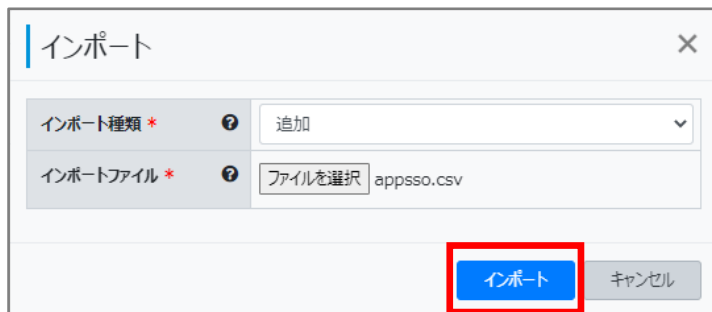 インポート
インポート種類 * 追加
インポートファイル * ファイルを選択 appsso.csv
インポート キャンセル